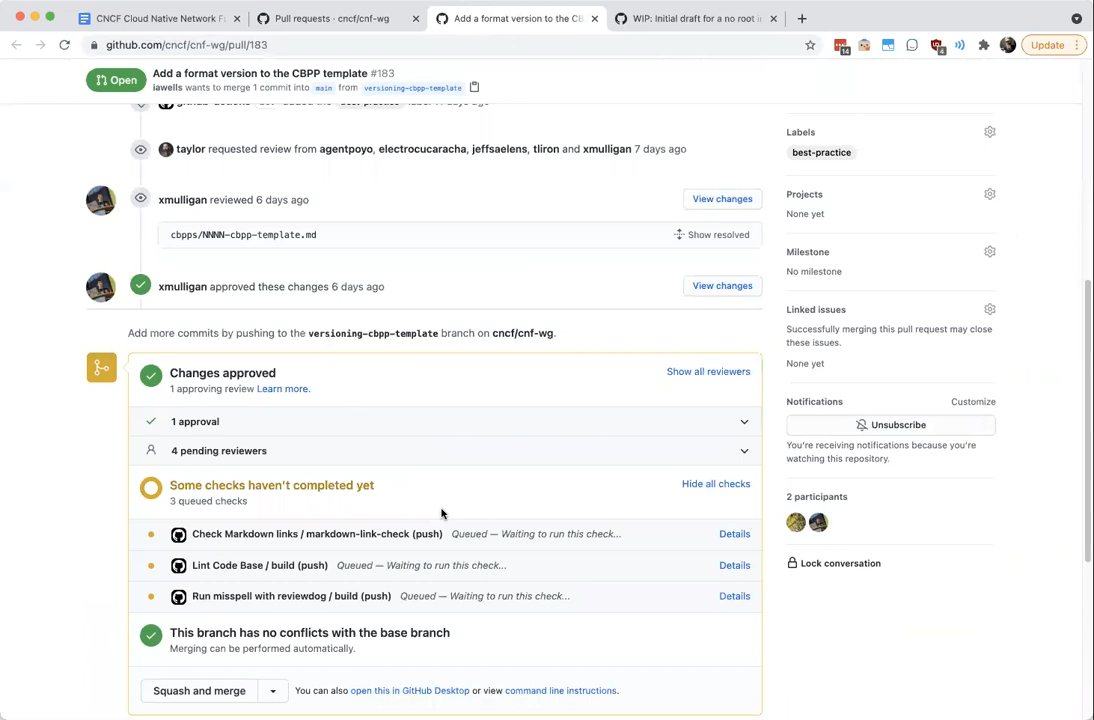 CNCF Cloud Native Network F
Pull requests · cncf/cnf-wg
Add a format version to the CB
WIP: Initial draft for a no root in
github.com/cncf/cnf-wg/pull/183
14
4
Update
Open
Add a format version to the CBPP template #183
iawells wants to merge 1 commit into main from versioning-cbpp-template
taylor requested review from agentpoyo, electrocucaracha, jeffsaelens, tliron and xmulligan 7 days ago
xmulligan reviewed 6 days ago
View changes
cbpps/NNNN-cbpp-template.md
Show resolved
xmulligan approved these changes 6 days ago
View changes
Add more commits by pushing to the versioning-cbpp-template branch on cncf/cnf-wg.
Changes approved
1 approving review Learn more.
Show all reviewers
1 approval
4 pending reviewers
Some checks haven't completed yet
3 queued checks
Hide all checks
Check Markdown links / markdown-link-check (push) Queued — Waiting to run this check...
Details
Lint Code Base / build (push) Queued — Waiting to run this check...
Details
Run misspell with reviewdog / build (push) Queued — Waiting to run this check...
Details
This branch has no conflicts with the base branch
Merging can be performed automatically.
Squash and merge
You can also open this in GitHub Desktop or view command line instructions.
Labels
best-practice
Projects
None yet
Milestone
No milestone
Linked issues
Successfully merging this pull request may close
these issues.
None yet
Notifications
Customize
Unsubscribe
You're receiving notifications because you're
watching this repository.
2 participants
Lock conversation